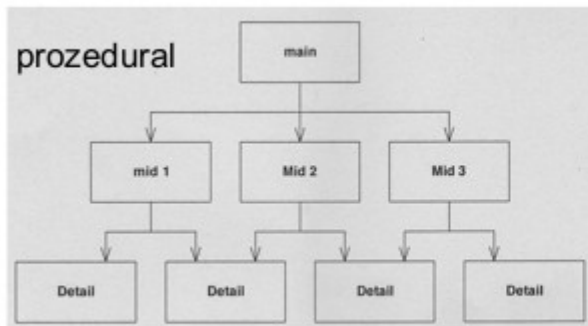 prozedural
main
mid 1
Mid 2
Mid 3
Detail
Detail
Detail
Detail